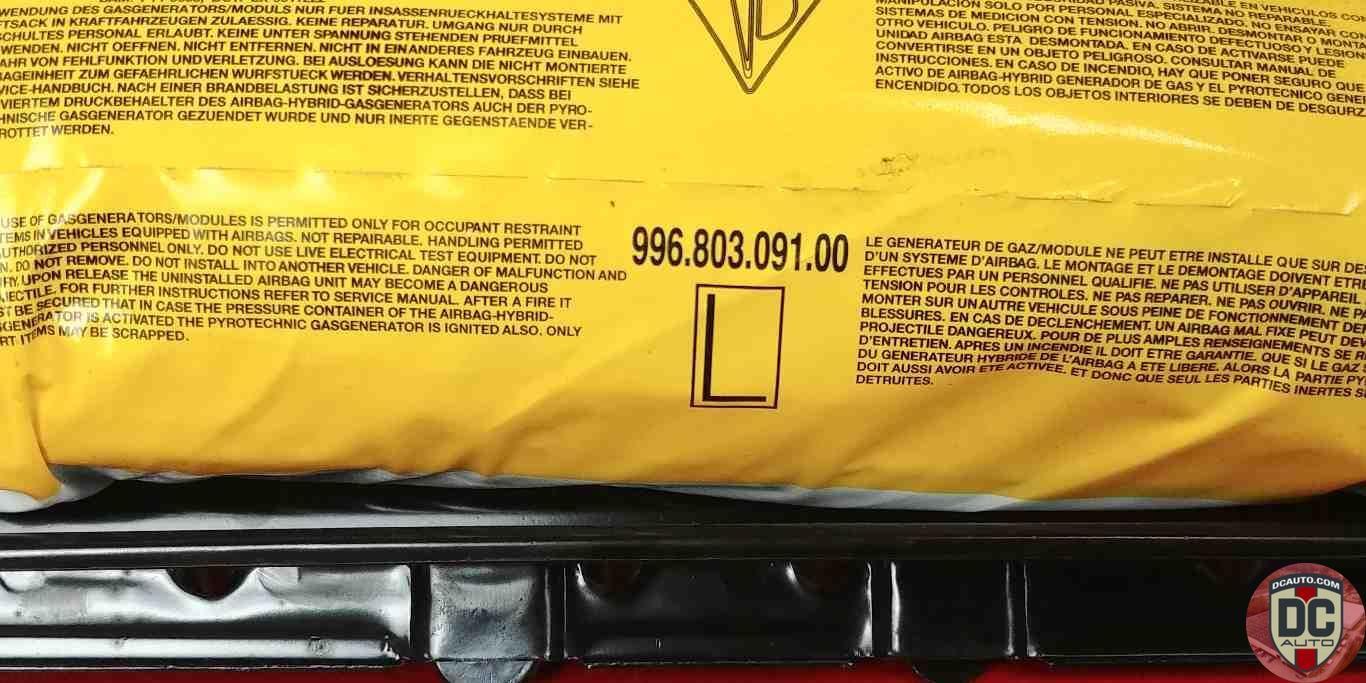 WENDUNG DES GASGENERATORS/MODULS NUR FUER INSASSENRUECKHALTESYSTEME MIT
FTSACK IN KRAFTFAHRZEUGEN ZULAESSIG. KEINE REPARATUR. UMGANG NUR DURCH
SCHULTES PERSONAL ERLAUBT. KEINE UNTER SPANNUNG STEHENDEN PRUEFMITTEL
WENDEN. NICHT OEFFNEN. NICHT ENTFERNEN. NICHT IN EIN ANDERES FAHRZEUG EINBAUEN.
AHR VON FEHLFUNKTION UND VERLETZUNG. BEI AUSLOESUNG KANN DIE NICHT MONTIERTE
BAGEINHEIT ZUM GEFAEHRLICHEN WURFSTUECK WERDEN. VERHALTENSVORSCHRIFTEN SIEHE
VICE-HANDBUCH. NACH EINER BRANDBELASTUNG IST SICHERZUSTELLEN, DASS BEI
VIERTEM DRUCKBEHAELTER DES AIRBAG-HYBRID-GASGENERATORS AUCH DER PYRO-
HNISCHE GASGENERATOR GEZUENDET WURDE UND NUR INERTE GEGENSTAENDE VER-
ROTTET WERDEN.
MANIPULACION SOLO POR PERSONAL ESPECIALIZADO. ENSAYAR CON
SISTEMAS DE MEDICION CON TENSION. NO ABRIR. DESMONTAR O MONTA
OTRO VEHICULO. PELIGRO DE FUNCIONAMIENTO DEFECTUOSO Y LESION
UNIDAD AIRBAG ESTA DESMONTADA. EN CASO DE ACTIVARSE PUEDE
CONVERTIRSE EN UN OBJETO PELIGROSO. CONSULTAR MANUAL DE
INSTRUCCIONES. EN CASO DE INCENDIO, HAY QUE PONER SEGURO QUE
ACTIVO DE AIRBAG-HYBRID GENERADOR DE GAS Y EL PYROTECNICO GENE
ENCENDIDO. TODOS LOS OBJETOS INTERIORES SE DEBEN DE DESGURZ
USE OF GASGENERATORS/MODULES IS PERMITTED ONLY FOR OCCUPANT RESTRAINT
TEMS IN VEHICLES EQUIPPED WITH AIRBAGS. NOT REPAIRABLE. HANDLING PERMITTED
UTHORIZED PERSONNEL ONLY. DO NOT USE LIVE ELECTRICAL TEST EQUIPMENT. DO NOT
N. DO NOT REMOVE. DO NOT INSTALL INTO ANOTHER VEHICLE. DANGER OF MALFUNCTION AND
RY. UPON RELEASE THE UNINSTALLED AIRBAG UNIT MAY BECOME A DANGEROUS
JECTILE. FOR FURTHER INSTRUCTIONS REFER TO SERVICE MANUAL. AFTER A FIRE IT
ST BE SECURED THAT IN CASE THE PRESSURE CONTAINER OF THE AIRBAG-HYBRID-
GENERATOR IS ACTIVATED THE PYROTECHNIC GASGENERATOR IS IGNITED ALSO. ONLY
RT ITEMS MAY BE SCRAPPED.
996.803.091.00
L
LE GENERATEUR DE GAZ/MODULE NE PEUT ETRE INSTALLE QUE SUR DE
D'UN SYSTEME D'AIRBAG. LE MONTAGE ET LE DEMONTAGE DOIVENT ETRE
EFFECTUES PAR UN PERSONNEL QUALIFIE. NE PAS UTILISER D'APPAREIL
TENSION POUR LES CONTROLES. NE PAS REPARER. NE PAS OUVRIR. NE PA
MONTER SUR UN AUTRE VEHICULE SOUS PEINE DE FONCTIONNEMENT DE
BLESSURES. EN CAS DE DECLENCHEMENT. UN AIRBAG MAL FIXE PEUT DEV
PROJECTILE DANGEREUX. POUR DE PLUS AMPLES RENSEIGNEMENTS SE R
D'ENTRETIEN. APRES UN INCENDIE IL DOIT ETRE GARANTIE. QUE SI LE GAZ
DU GENERATEUR HYBRIDE DE L'AIRBAG A ETE LIBERE. ALORS LA PARTIE PY
DOIT AUSSI AVOIR ETE ACTIVEE. ET DONC QUE SEUL LES PARTIES INERTES S
DETRUITES.
DCAUTO.COM
DC
AUTO